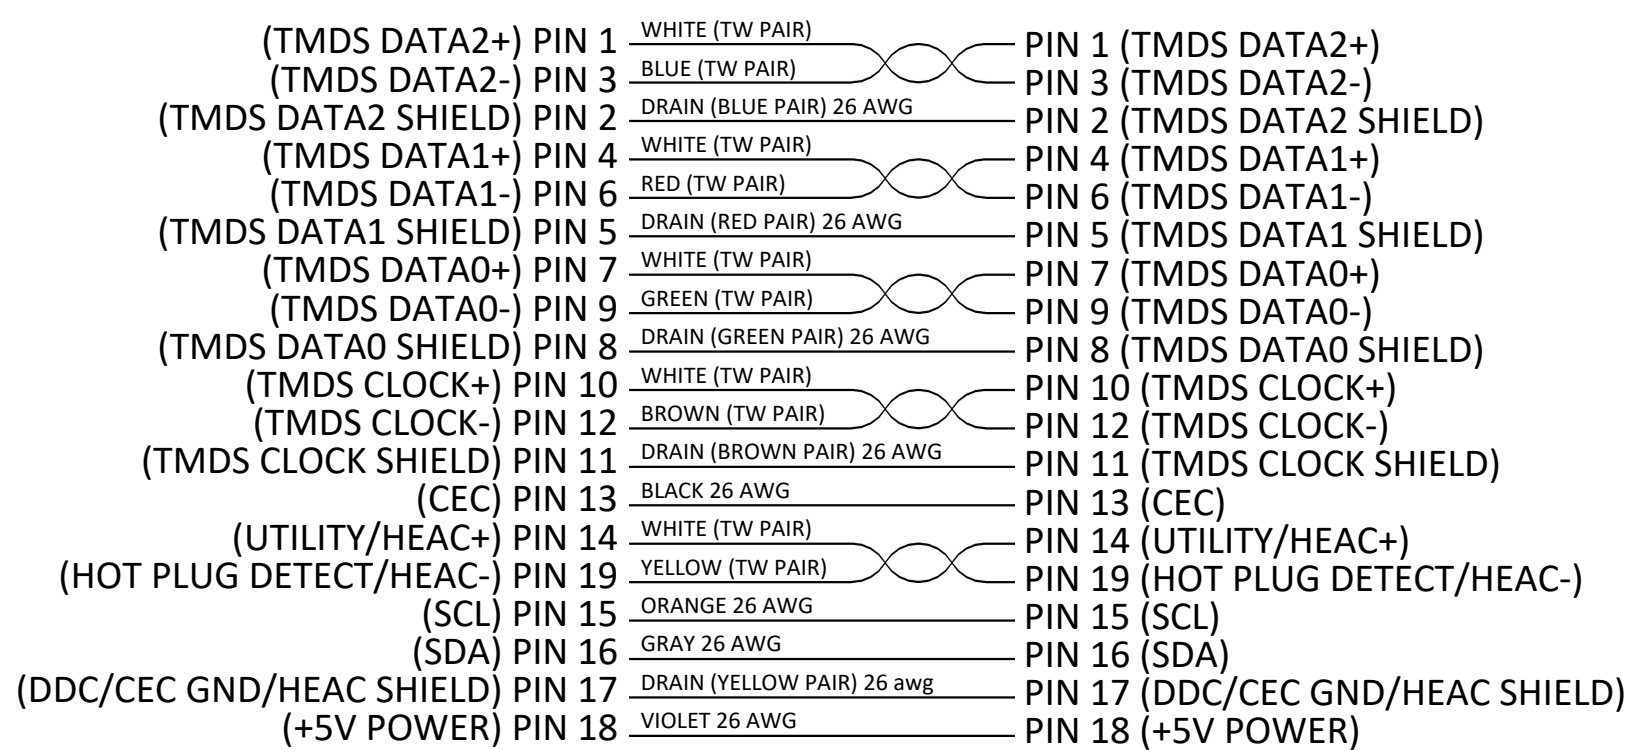 (TMDS DATA2+) PIN 1 WHITE (TW PAIR) PIN 1 (TMDS DATA2+)
(TMDS DATA2-) PIN 3 BLUE (TW PAIR) PIN 3 (TMDS DATA2-)
(TMDS DATA2 SHIELD) PIN 2 DRAIN (BLUE PAIR) 26 AWG PIN 2 (TMDS DATA2 SHIELD)
(TMDS DATA1+) PIN 4 WHITE (TW PAIR) PIN 4 (TMDS DATA1+)
(TMDS DATA1-) PIN 6 RED (TW PAIR) PIN 6 (TMDS DATA1-)
(TMDS DATA1 SHIELD) PIN 5 DRAIN (RED PAIR) 26 AWG PIN 5 (TMDS DATA1 SHIELD)
(TMDS DATA0+) PIN 7 WHITE (TW PAIR) PIN 7 (TMDS DATA0+)
(TMDS DATA0-) PIN 9 GREEN (TW PAIR) PIN 9 (TMDS DATA0-)
(TMDS DATA0 SHIELD) PIN 8 DRAIN (GREEN PAIR) 26 AWG PIN 8 (TMDS DATA0 SHIELD)
(TMDS CLOCK+) PIN 10 WHITE (TW PAIR) PIN 10 (TMDS CLOCK+)
(TMDS CLOCK-) PIN 12 BROWN (TW PAIR) PIN 12 (TMDS CLOCK-)
(TMDS CLOCK SHIELD) PIN 11 DRAIN (BROWN PAIR) 26 AWG PIN 11 (TMDS CLOCK SHIELD)
(CEC) PIN 13 BLACK 26 AWG PIN 13 (CEC)
(UTILITY/HEAC+) PIN 14 WHITE (TW PAIR) PIN 14 (UTILITY/HEAC+)
(HOT PLUG DETECT/HEAC-) PIN 19 YELLOW (TW PAIR) PIN 19 (HOT PLUG DETECT/HEAC-)
(SCL) PIN 15 ORANGE 26 AWG PIN 15 (SCL)
(SDA) PIN 16 GRAY 26 AWG PIN 16 (SDA)
(DDC/CEC GND/HEAC SHIELD) PIN 17 DRAIN (YELLOW PAIR) 26 awg PIN 17 (DDC/CEC GND/HEAC SHIELD)
(+5V POWER) PIN 18 VIOLET 26 AWG PIN 18 (+5V POWER)